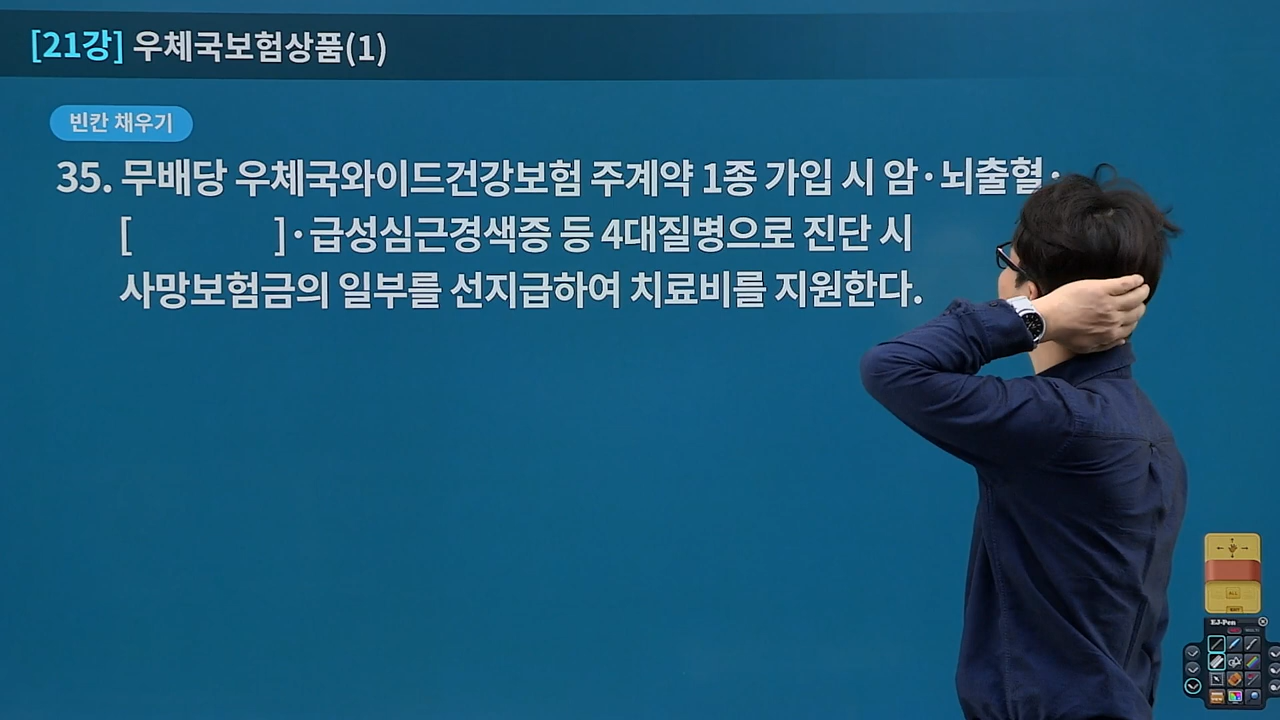 [21강] 우체국보험상품(1)
빈칸 채우기
35. 무배당 우체국와이드건강보험 주계약 1종 가입 시 암·뇌출혈·
[ ]·급성심근경색증 등 4대질병으로 진단 시
사망보험금의 일부를 선지급하여 치료비를 지원한다.
EJ-Pen